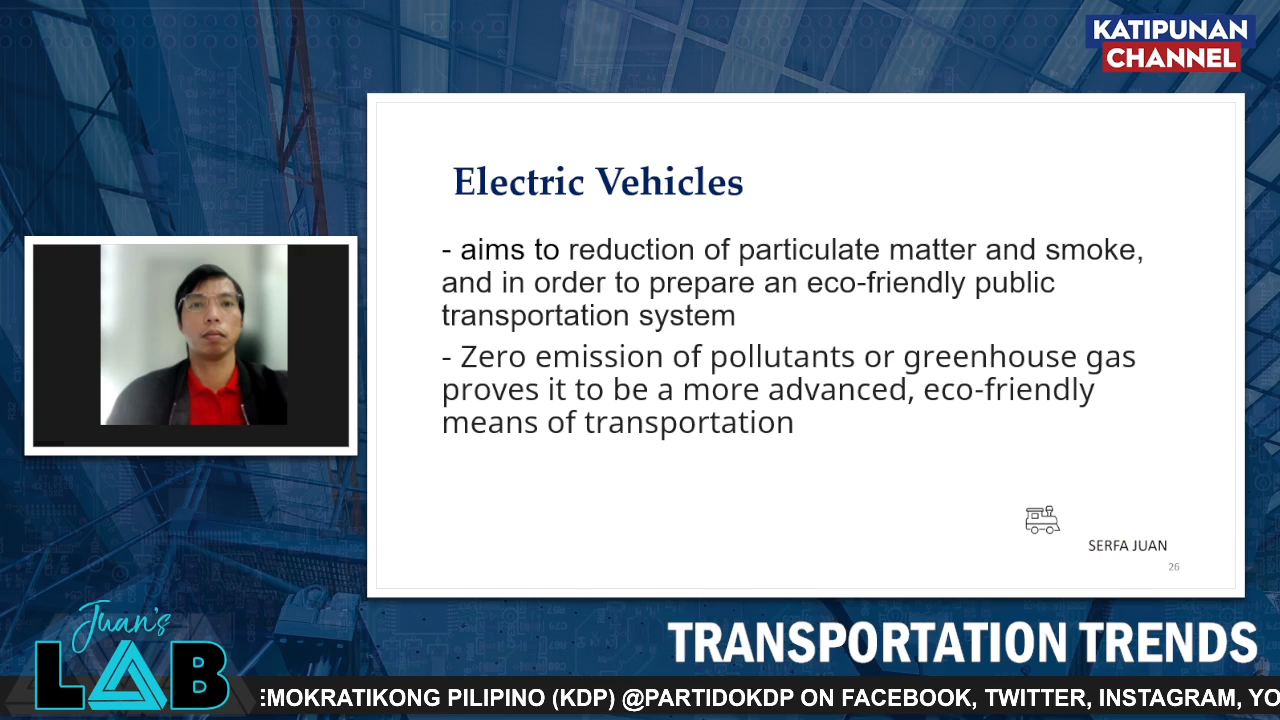 KATIPUNAN
CHANNEL
Electric Vehicles
- aims to reduction of particulate matter and smoke,
and in order to prepare an eco-friendly public
transportation system
- Zero emission of pollutants or greenhouse gas
proves it to be a more advanced, eco-friendly
means of transportation
SERFA JUAN
26
Juan's
LAB
TRANSPORTATION TRENDS
EMOKRATIKONG PILIPINO (KDP) @PARTIDOKDP ON FACEBOOK, TWITTER, INSTAGRAM, YO